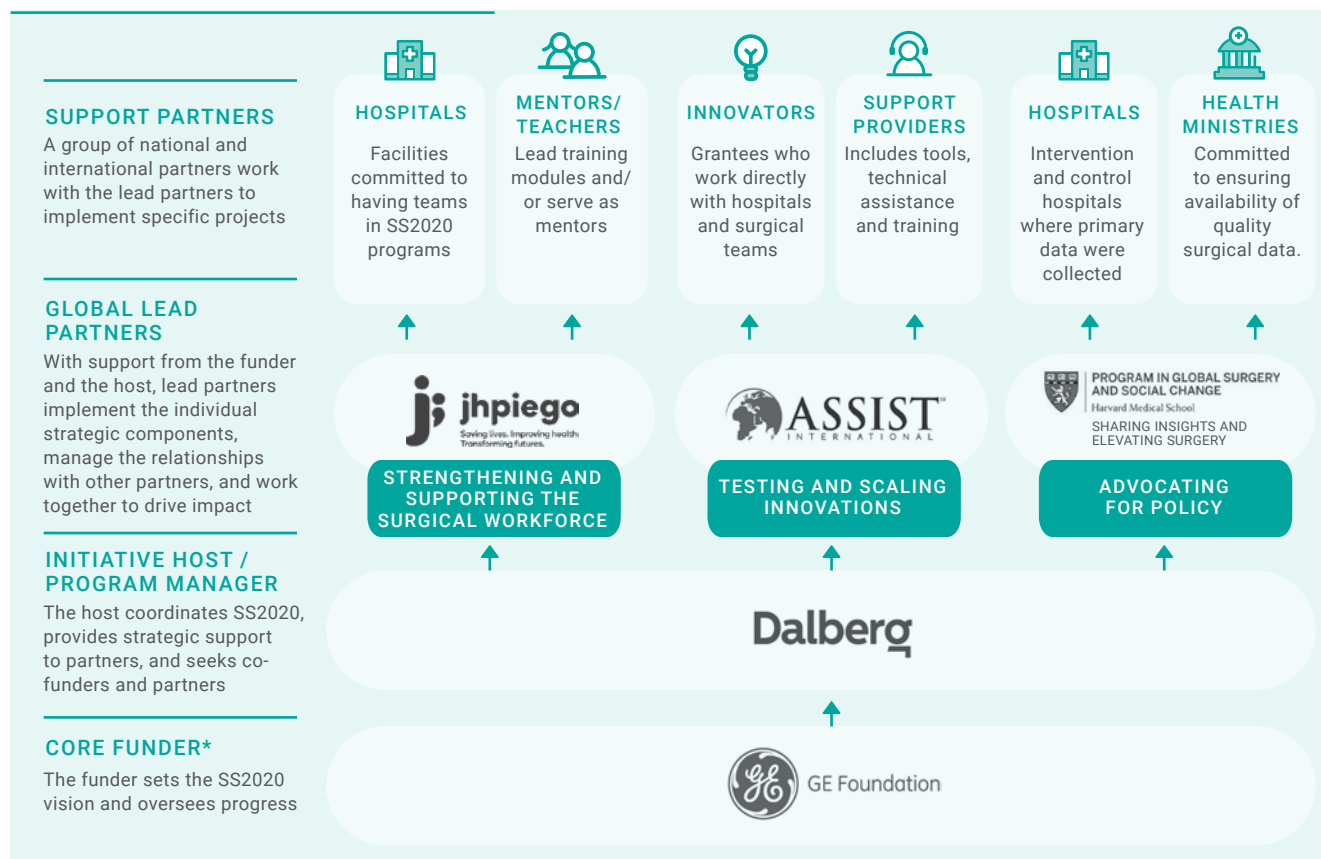 SUPPORT PARTNERS
A group of national and
international partners work
with the lead partners to
implement specific projects
HOSPITALS
Facilities
committed to
having teams
in SS2020
programs
MENTORS/
TEACHERS
Lead training
modules and/
or serve as
mentors
INNOVATORS
Grantees who
work directly
with hospitals
and surgical
teams
SUPPORT
PROVIDERS
Includes tools,
technical
assistance
and training
HOSPITALS
Intervention
and control
hospitals
where primary
data were
collected
HEALTH
MINISTRIES
Committed
to ensuring
availability of
quality
surgical data.
GLOBAL LEAD
PARTNERS
With support from the funder
and the host, lead partners
implement the individual
strategic components,
manage the relationships
with other partners, and work
together to drive impact
j; jhpiego
Saving lives. Improving health.
Transforming futures.
STRENGTHENING AND
SUPPORTING THE
SURGICAL WORKFORCE
ASSIST℠
INTERNATIONAL
TESTING AND SCALING
INNOVATIONS
PROGRAM IN GLOBAL SURGERY
AND SOCIAL CHANGE
Harvard Medical School
SHARING INSIGHTS AND
ELEVATING SURGERY
ADVOCATING
FOR POLICY
INITIATIVE HOST /
PROGRAM MANAGER
The host coordinates SS2020,
provides strategic support
to partners, and seeks co-
funders and partners
Dalberg
CORE FUNDER*
The funder sets the SS2020
vision and oversees progress
GE
GE Foundation